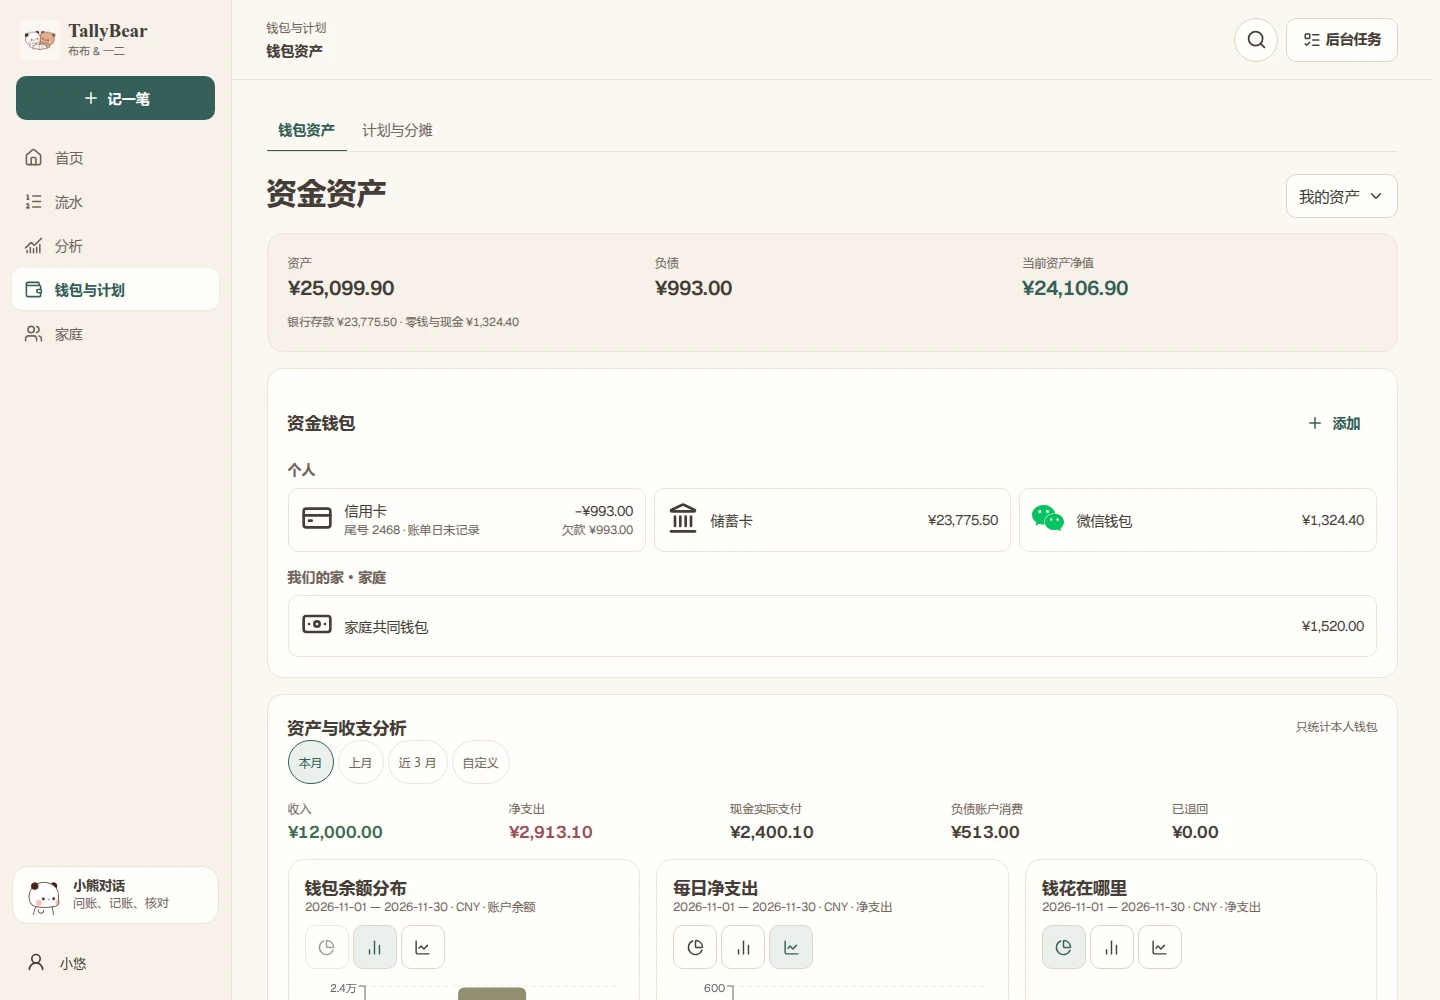 TallyBear
布布 & 一二
记一笔
首页
流水
分析
钱包与计划
家庭
小熊对话
问账、记账、核对
小悠
钱包与计划
钱包资产
后台任务
钱包资产
计划与分摊
资金资产
我的资产
资产
¥25,099.90
负债
¥993.00
当前资产净值
¥24,106.90
银行存款 ¥23,775.50 · 零钱与现金 ¥1,324.40
资金钱包
添加
个人
信用卡
尾号 2468 · 账单日未记录
-¥993.00
欠款 ¥993.00
储蓄卡
¥23,775.50
微信钱包
¥1,324.40
我们的家 · 家庭
家庭共同钱包
¥1,520.00
资产与收支分析
只统计本人钱包
本月
上月
近 3 月
自定义
收入
¥12,000.00
净支出
¥2,913.10
现金实际支付
¥2,400.10
负债账户消费
¥513.00
已退回
¥0.00
钱包余额分布
2026-11-01 — 2026-11-30 · CNY · 账户余额
2.4万
每日净支出
2026-11-01 — 2026-11-30 · CNY · 净支出
600
钱花在哪里
2026-11-01 — 2026-11-30 · CNY · 净支出